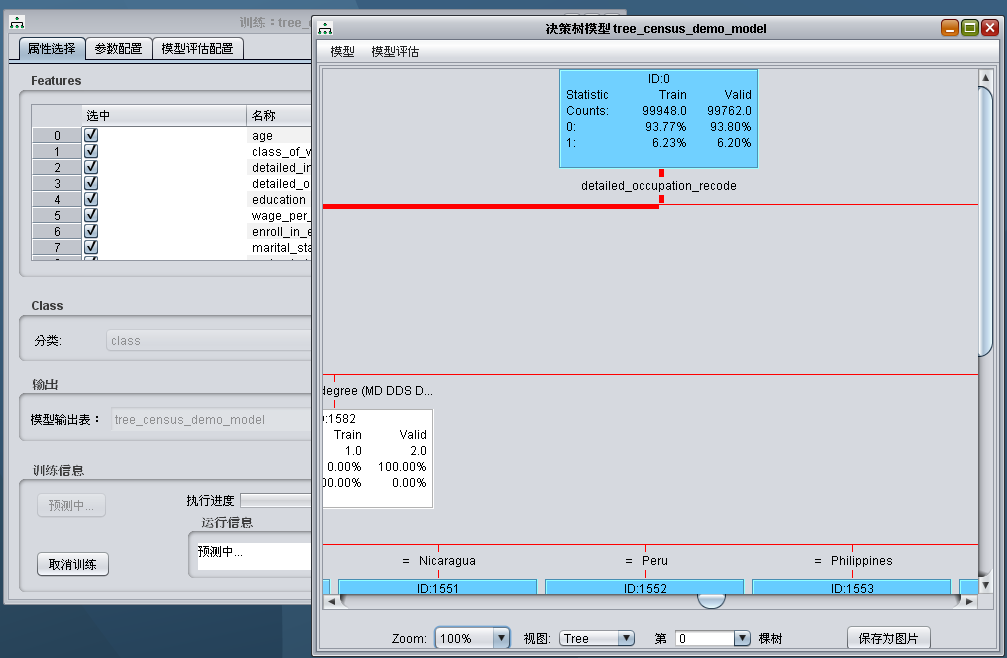 训练：tree_
属性选择 参数配置 模型评估配置
Features
选中 名称
0 age
1 class_of_w
2 detailed_in
3 detailed_o
4 education
5 wage_per_
6 enroll_in_e
7 marital_sta
Class
分类: class
输出
模型输出表： tree_census_demo_model
训练信息
预测中... 执行进度
运行信息
预测中...
取消训练
决策树模型 tree_census_demo_model
模型 模型评估
ID:0
Statistic Train Valid
Counts: 99948.0 99762.0
0: 93.77% 93.80%
1: 6.23% 6.20%
detailed_occupation_recode
degree (MD DDS D...
:1582
Train Valid
1.0 2.0
0.00% 100.00%
00.00% 0.00%
= Nicaragua = Peru = Philippines
ID:1551 ID:1552 ID:1553
Zoom: 100% 视图: Tree 第 0 棵树 保存为图片